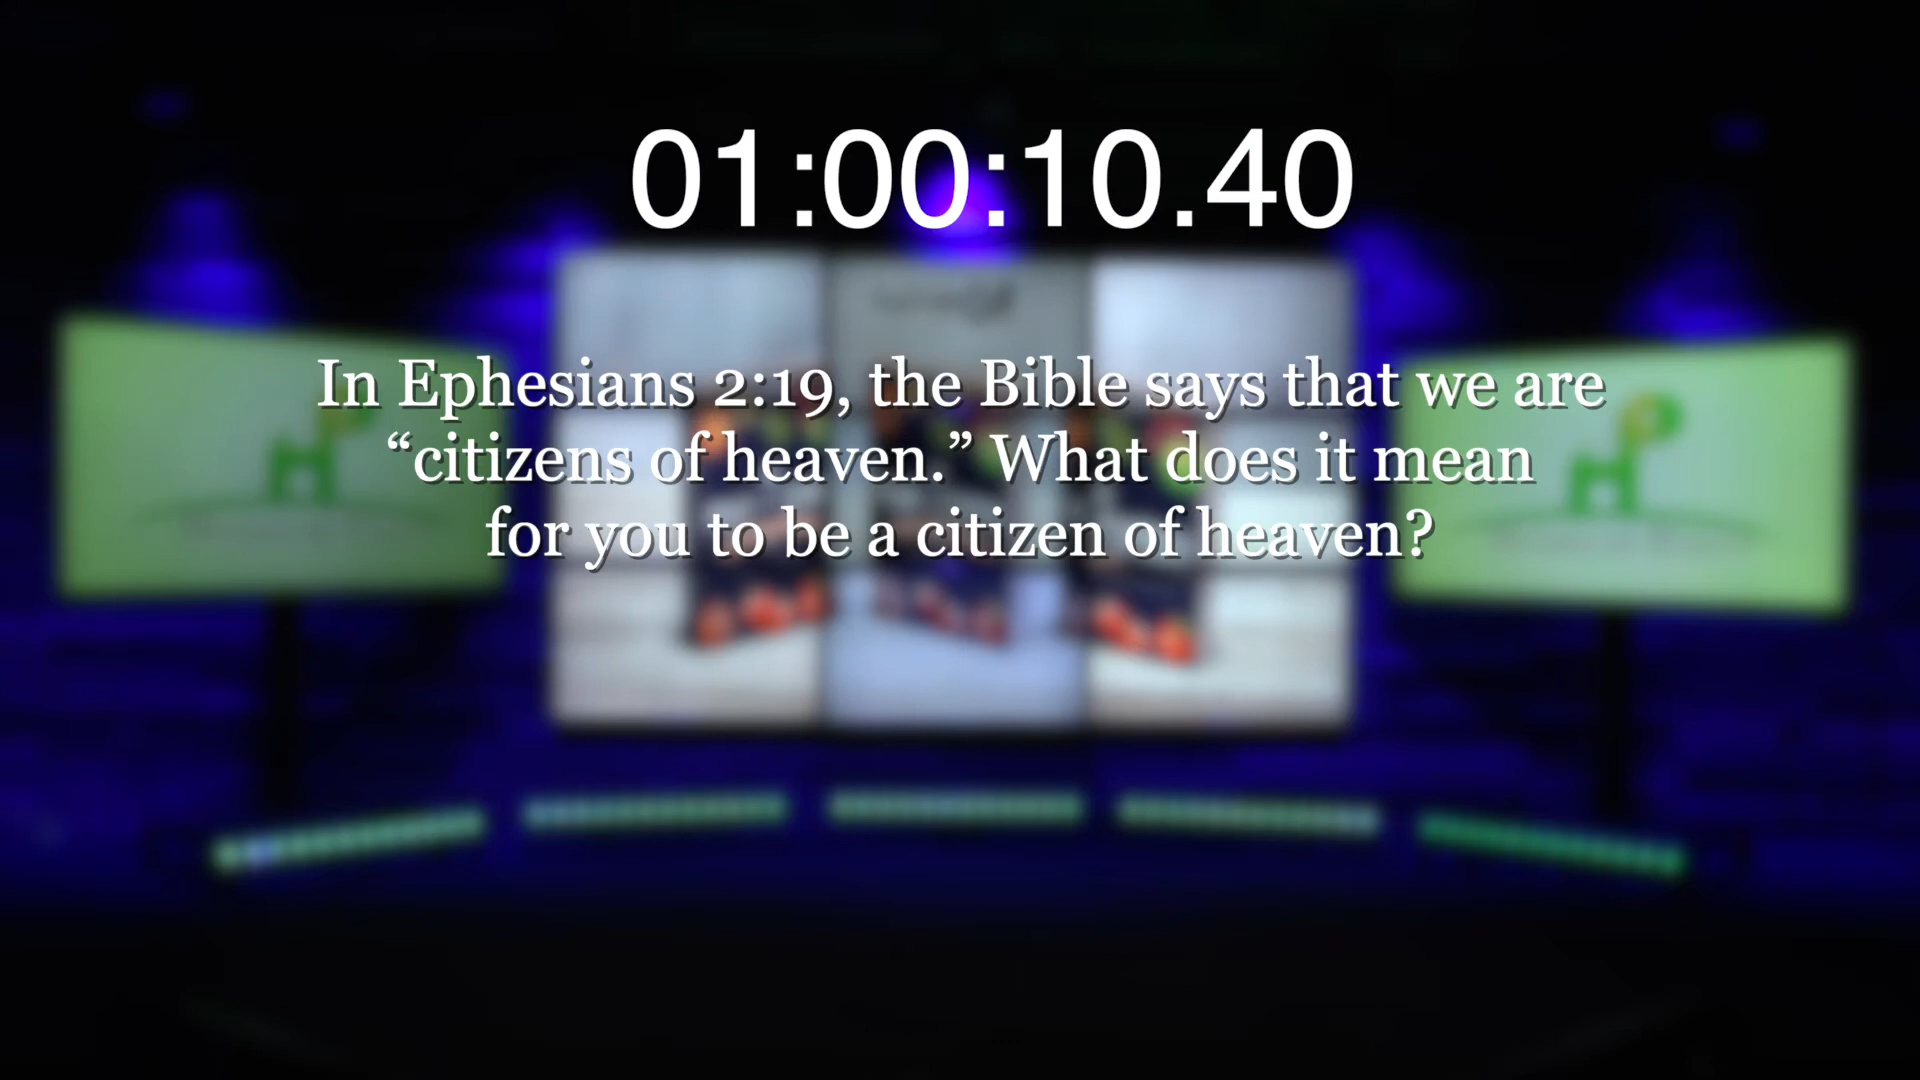 01:00:10.40
In Ephesians 2:19, the Bible says that we are
“citizens of heaven.” What does it mean
for you to be a citizen of heaven?